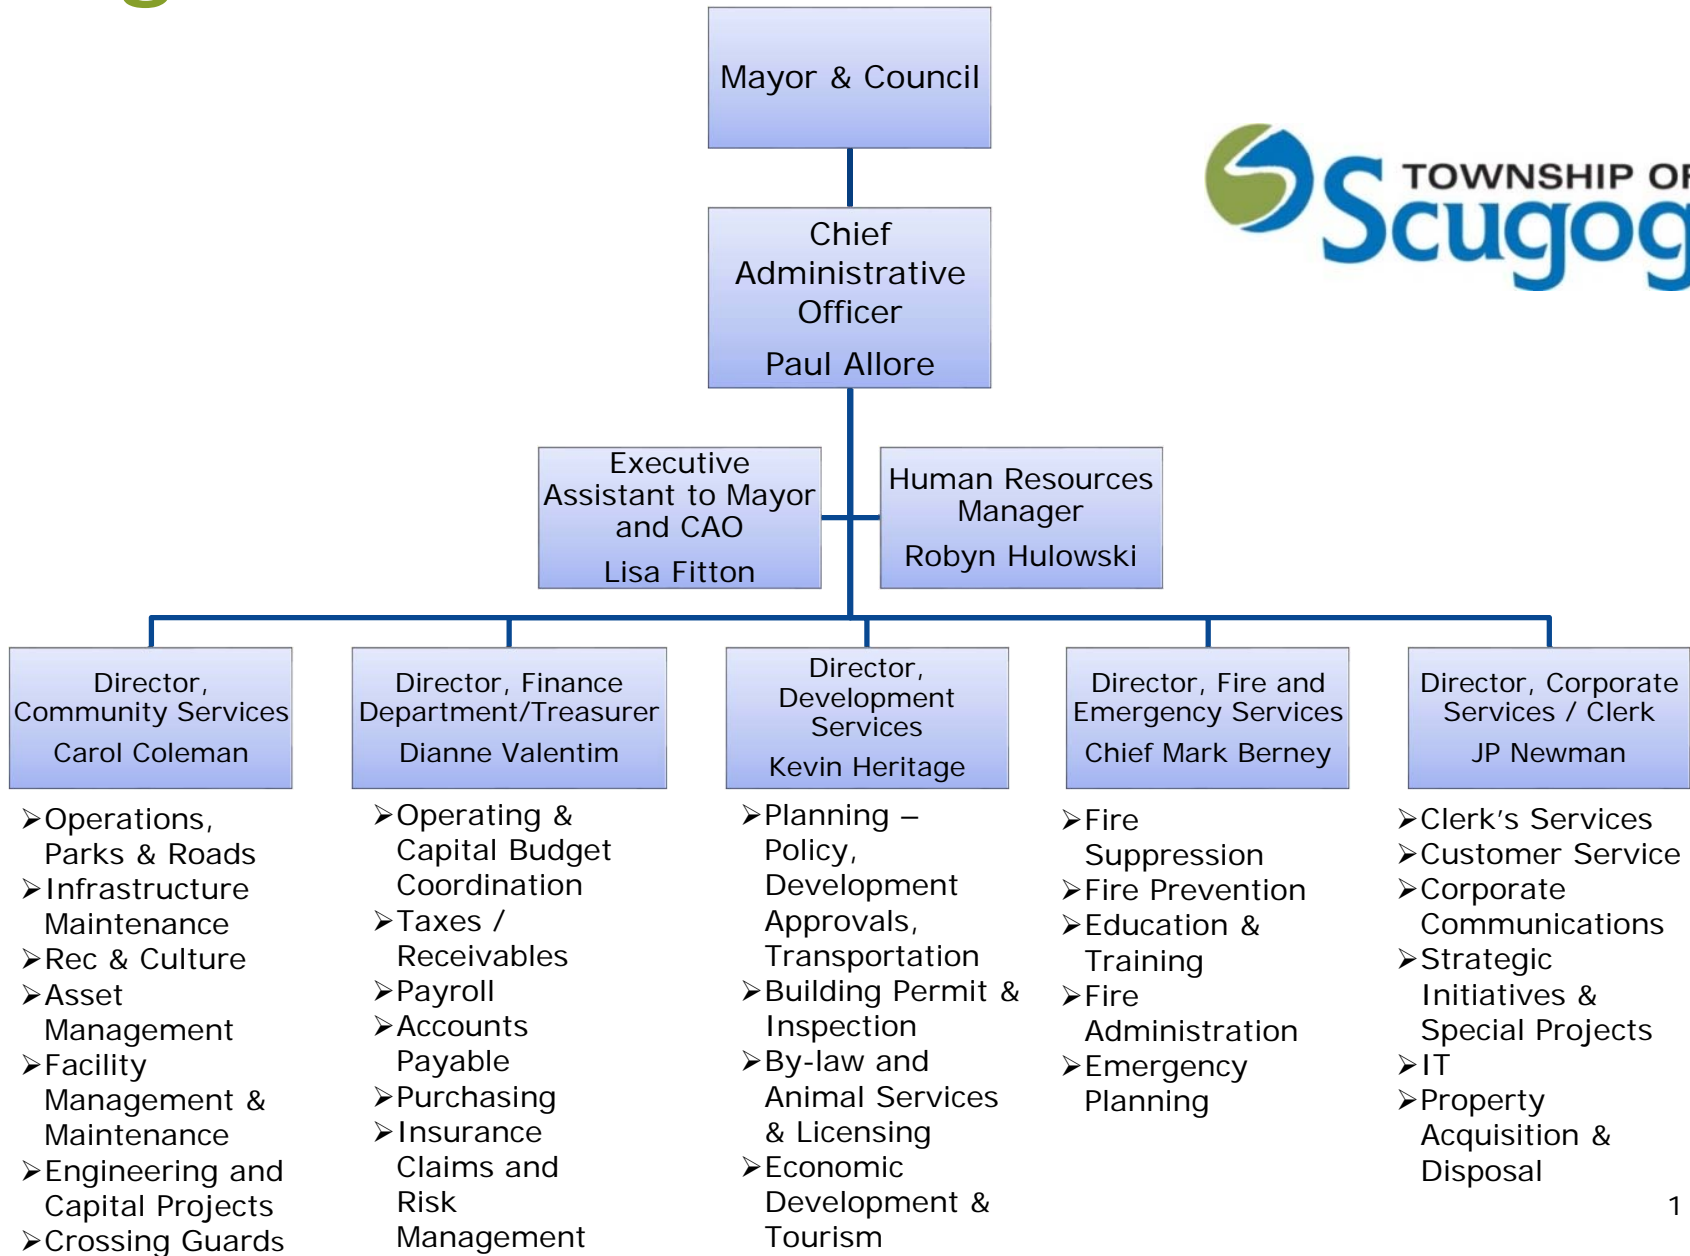 Mayor & Council
TOWNSHIP OF
Scugog
Chief
Administrative
Officer
Paul Allore
Executive
Assistant to Mayor
and CAO
Lisa Fitton
Human Resources
Manager
Robyn Hulowski
Director,
Community Services
Carol Coleman
Director, Finance
Department/Treasurer
Dianne Valentim
Director,
Development
Services
Kevin Heritage
Director, Fire and
Emergency Services
Chief Mark Berney
Director, Corporate
Services / Clerk
JP Newman
➢Operations,
Parks & Roads
➢Infrastructure
Maintenance
➢Rec & Culture
➢Asset
Management
➢Facility
Management &
Maintenance
➢Engineering and
Capital Projects
➢Crossing Guards
➢Operating &
Capital Budget
Coordination
➢Taxes /
Receivables
➢Payroll
➢Accounts
Payable
➢Purchasing
➢Insurance
Claims and
Risk
Management
➢Planning –
Policy,
Development
Approvals,
Transportation
➢Building Permit &
Inspection
➢By-law and
Animal Services
& Licensing
➢Economic
Development &
Tourism
➢Fire
Suppression
➢Fire Prevention
➢Education &
Training
➢Fire
Administration
➢Emergency
Planning
➢Clerk's Services
➢Customer Service
➢Corporate
Communications
➢Strategic
Initiatives &
Special Projects
➢IT
➢Property
Acquisition &
Disposal
1